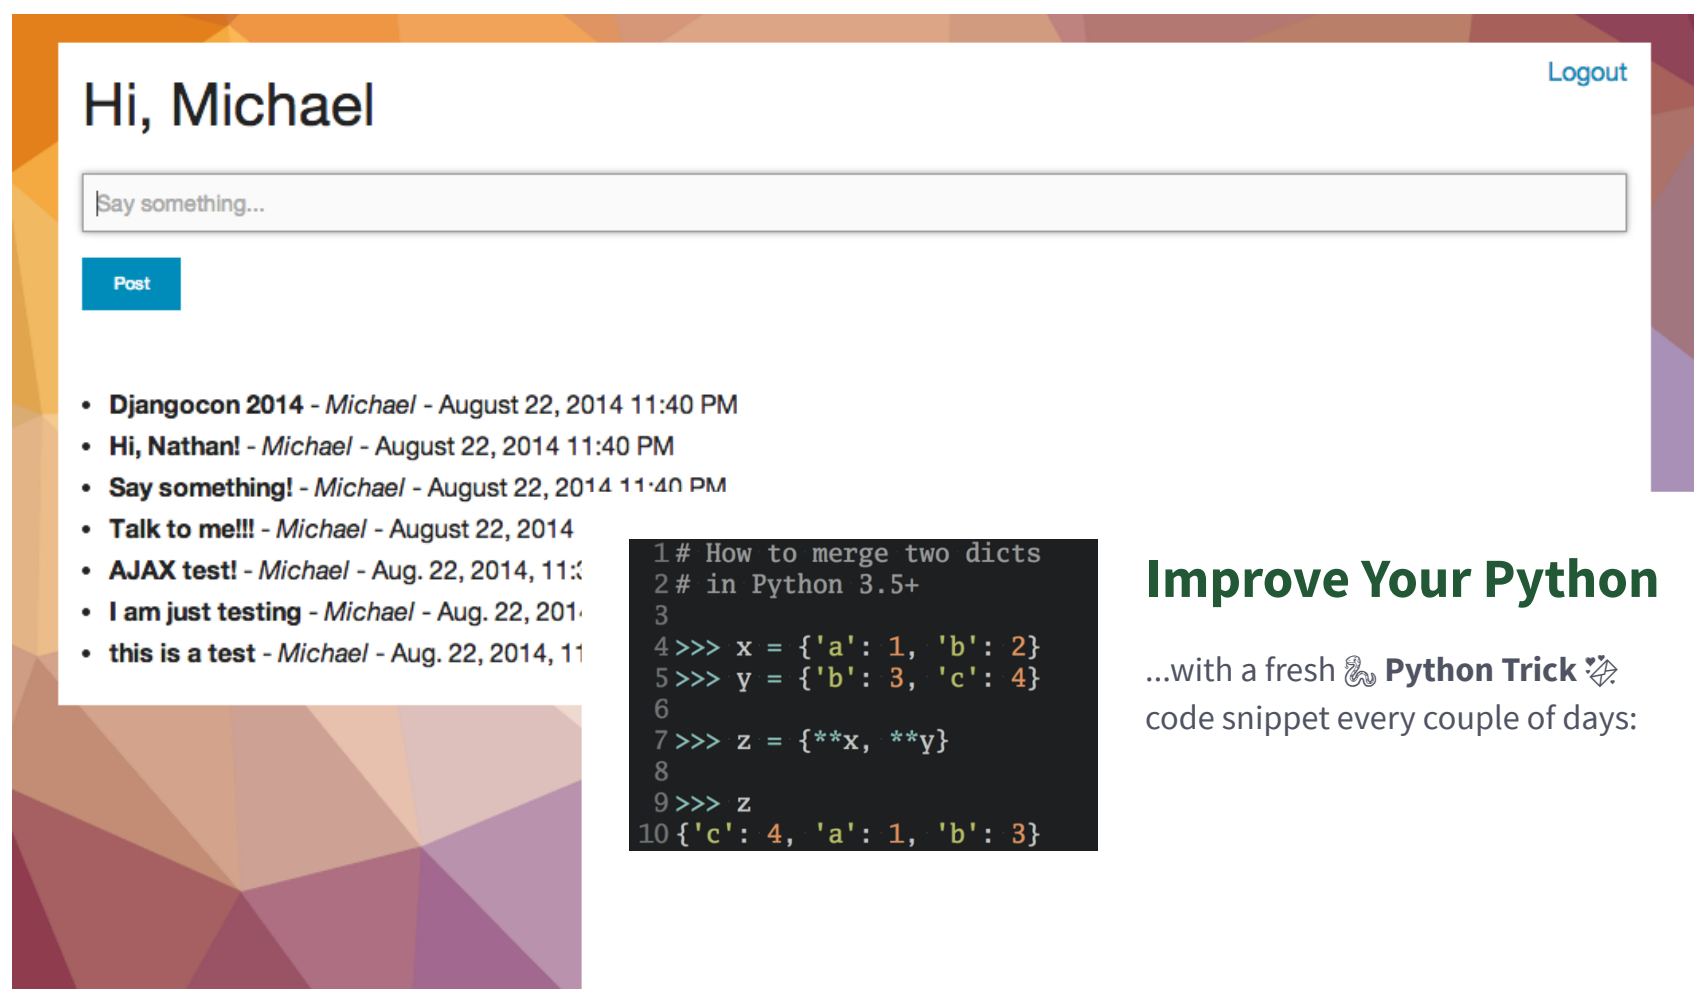 Logout
Hi, Michael
Say something...
Post
• Djangocon 2014 - Michael - August 22, 2014 11:40 PM
• Hi, Nathan! - Michael - August 22, 2014 11:40 PM
• Say something! - Michael - August 22, 2014 11:40 PM
• Talk to me!!! - Michael - August 22, 2014
• AJAX test! - Michael - Aug. 22, 2014,
• I am just testing - Michael - Aug. 22,
• this is a test - Michael - Aug. 22, 2014,
1 # How to merge two dicts
2 # in Python 3.5+
3
4 >>> x = {'a': 1, 'b': 2}
5 >>> y = {'b': 3, 'c': 4}
6
7 >>> z = {**x, **y}
8
9 >>> z
10 {'c': 4, 'a': 1, 'b': 3}
Improve Your Python
...with a fresh 🐍 Python Trick 💌
code snippet every couple of days: